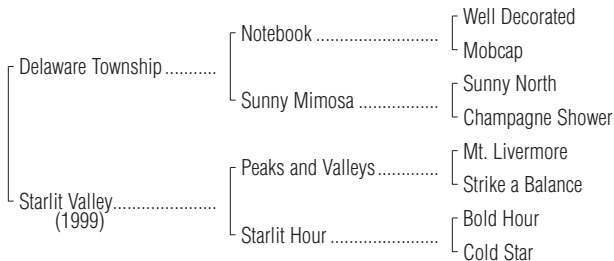 Well Decorated
Notebook ..........................
Mobcap
Delaware Township ...........
Sunny North
Sunny Mimosa .................
Champagne Shower
Mt. Livermore
Peaks and Valleys.............
Strike a Balance
Starlit Valley......................
(1999)
Bold Hour
Starlit Hour .......................
Cold Star